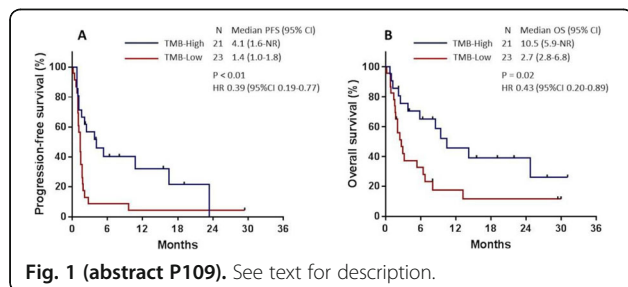 A
N Median PFS (95% CI)
TMB-High 21 4.1 (1.6-NR)
TMB-Low 23 1.4 (1.0-1.8)
P < 0.01
HR 0.39 (95%CI 0.19-0.77)
Progression-free survival (%)
100
80
60
40
20
0
0 6 12 18 24 30 36
Months
B
N Median OS (95% CI)
TMB-High 21 10.5 (5.9-NR)
TMB-Low 23 2.7 (2.8-6.8)
P = 0.02
HR 0.43 (95%CI 0.20-0.89)
Overall survival (%)
100
80
60
40
20
0
0 6 12 18 24 30 36
Months
Fig. 1 (abstract P109). See text for description.